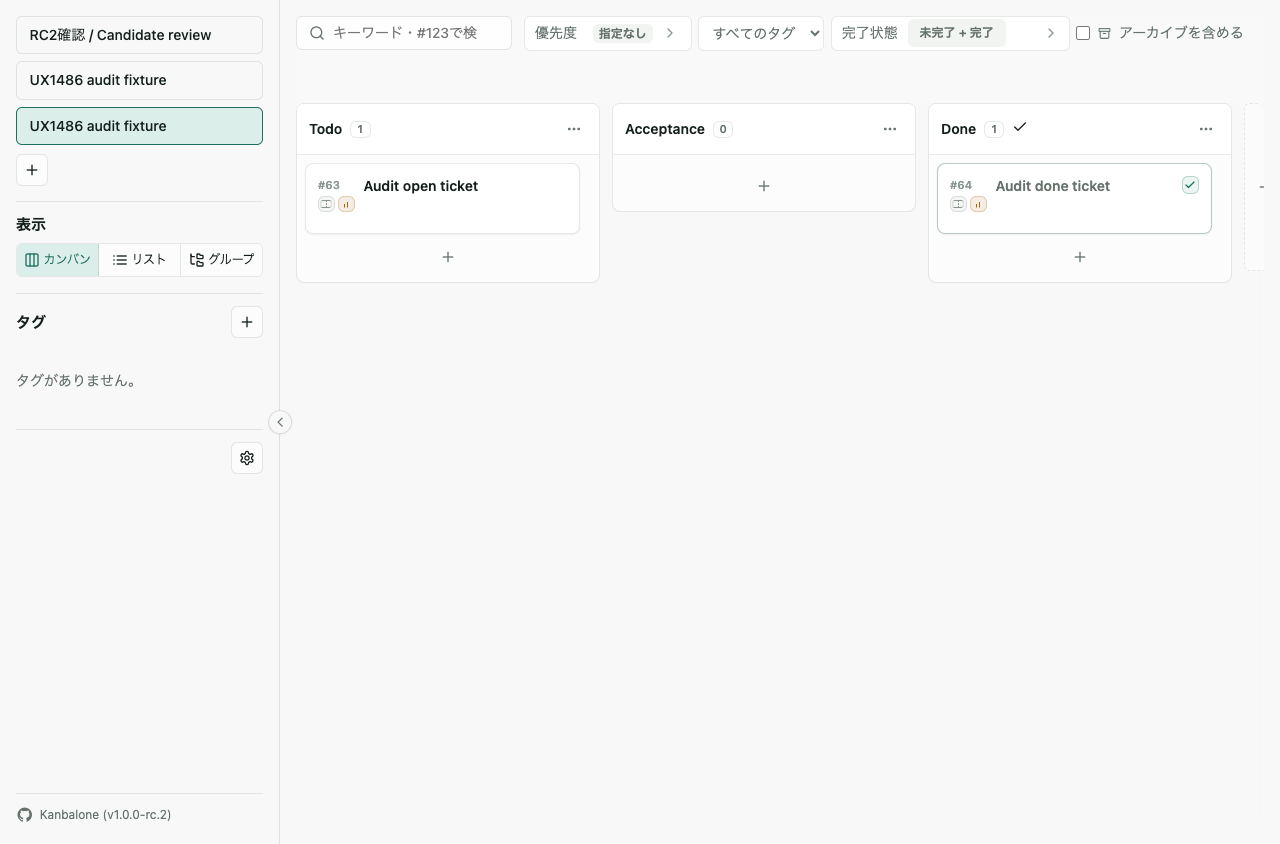 RC2確認 / Candidate review
UX1486 audit fixture
UX1486 audit fixture
表示
カンバン
リスト
グループ
タグ
タグがありません。
Kanbalone (v1.0.0-rc.2)
キーワード・#123で検
優先度 指定なし
すべてのタグ
完了状態 未完了 + 完了
アーカイブを含める
Todo 1
#63 Audit open ticket
Acceptance 0
Done 1
#64 Audit done ticket